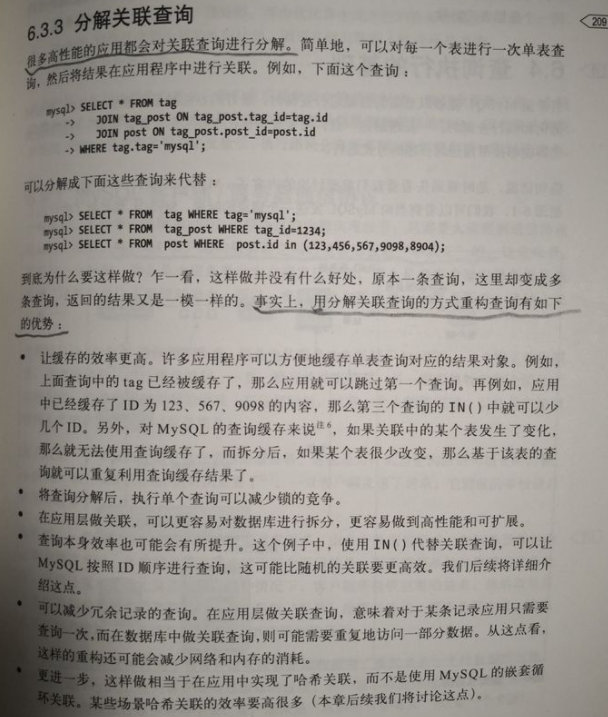 6.3.3 分解关联查询
209
很多高性能的应用都会对关联查询进行分解。简单地，可以对每一个表进行一次单表查
询，然后将结果在应用程序中进行关联。例如，下面这个查询：
mysql> SELECT * FROM tag
-> JOIN tag_post ON tag_post.tag_id=tag.id
-> JOIN post ON tag_post.post_id=post.id
-> WHERE tag.tag='mysql';
可以分解成下面这些查询来代替：
mysql> SELECT * FROM tag WHERE tag='mysql';
mysql> SELECT * FROM tag_post WHERE tag_id=1234;
mysql> SELECT * FROM post WHERE post.id in (123,456,567,9098,8904);
到底为什么要这样做？乍一看，这样做并没有什么好处，原本一条查询，这里却变成多
条查询，返回的结果又是一模一样的。事实上，用分解关联查询的方式重构查询有如下
的优势：
• 让缓存的效率更高。许多应用程序可以方便地缓存单表查询对应的结果对象。例如，
上面查询中的 tag 已经被缓存了，那么应用就可以跳过第一个查询。再例如，应用
中已经缓存了 ID 为 123、567、9098 的内容，那么第三个查询的 IN() 中就可以少
几个 ID。另外，对 MySQL 的查询缓存来说注6，如果关联中的某个表发生了变化，
那么就无法使用查询缓存了，而拆分后，如果某个表很少改变，那么基于该表的查
询就可以重复利用查询缓存结果了。
• 将查询分解后，执行单个查询可以减少锁的竞争。
• 在应用层做关联，可以更容易对数据库进行拆分，更容易做到高性能和可扩展。
• 查询本身效率也可能会有所提升。这个例子中，使用 IN() 代替关联查询，可以让
MySQL 按照 ID 顺序进行查询，这可能比随机的关联要更高效。我们后续将详细介
绍这点。
• 可以减少冗余记录的查询。在应用层做关联查询，意味着对于某条记录应用只需要
查询一次，而在数据库中做关联查询，则可能需要重复地访问一部分数据。从这点看，
这样的重构还可能会减少网络和内存的消耗。
• 更进一步，这样做相当于在应用中实现了哈希关联，而不是使用 MySQL 的嵌套循
环关联。某些场景哈希关联的效率要高很多（本章后续我们将讨论这点）。